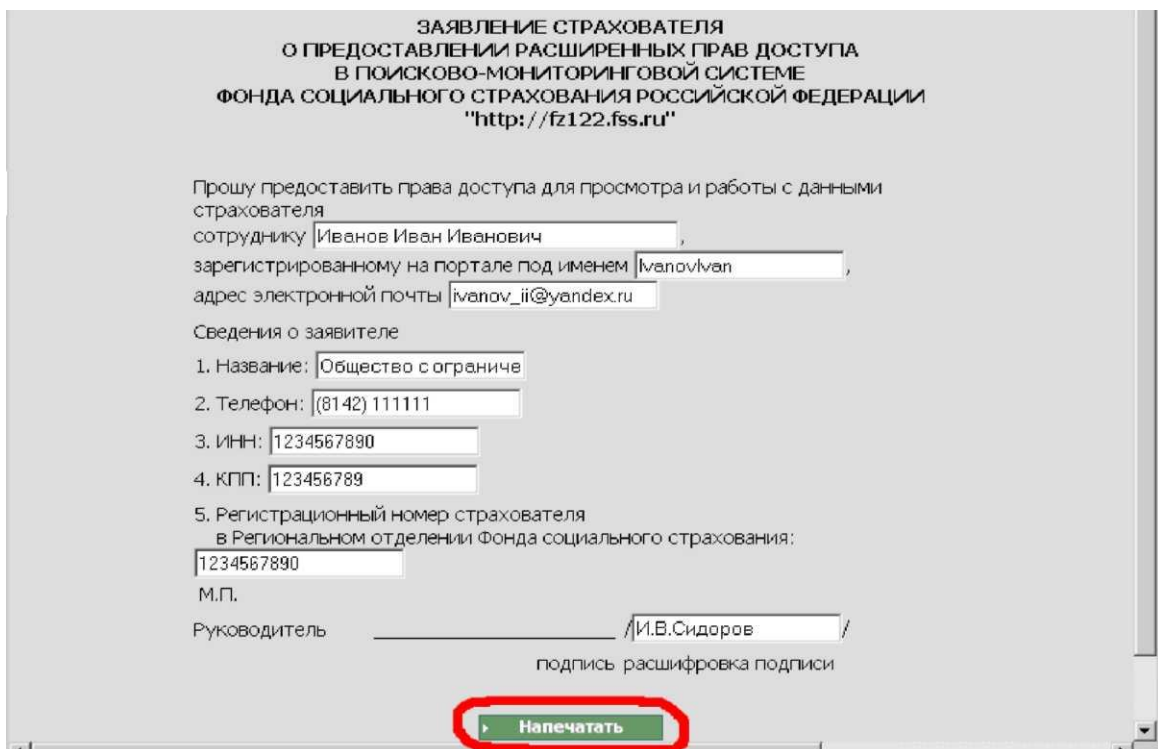 ЗАЯВЛЕНИЕ СТРАХОВАТЕЛЯ
О ПРЕДОСТАВЛЕНИИ РАСШИРЕННЫХ ПРАВ ДОСТУПА
В ПОИСКОВО-МОНИТОРИНГОВОЙ СИСТЕМЕ
ФОНДА СОЦИАЛЬНОГО СТРАХОВАНИЯ РОССИЙСКОЙ ФЕДЕРАЦИИ
"http://fz122.fss.ru"
Прошу предоставить права доступа для просмотра и работы с данными
страхователя
сотруднику Иванов Иван Иванович ,
зарегистрированному на портале под именем IvanovIvan ,
адрес электронной почты ivanov_ii@yandex.ru
Сведения о заявителе
1. Название: Общество с ограниче
2. Телефон: (8142) 111111
3. ИНН: 1234567890
4. КПП: 123456789
5. Регистрационный номер страхователя
в Региональном отделении Фонда социального страхования:
1234567890
М.П.
Руководитель ____________________ /И.В.Сидоров /
подпись расшифровка подписи
Напечатать